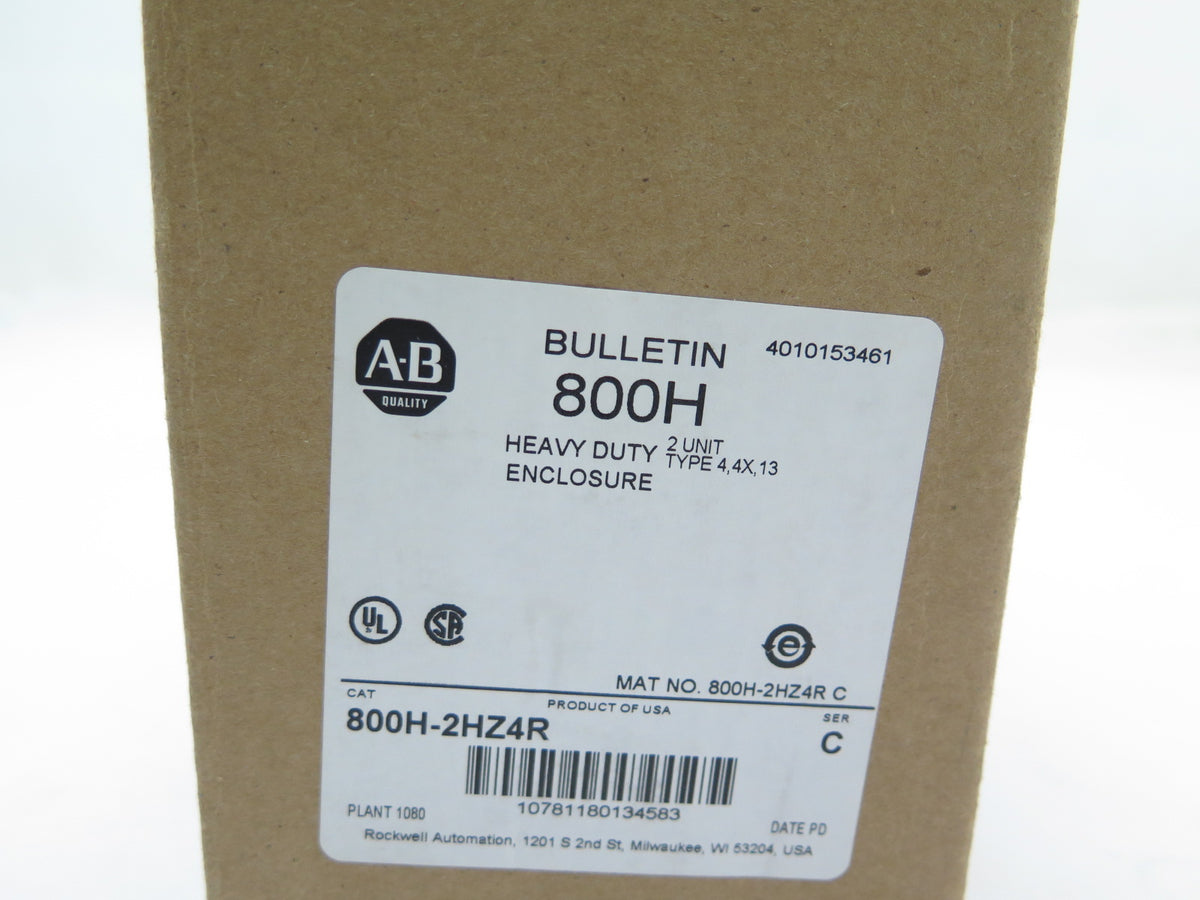 A-B
QUALITY
BULLETIN
4010153461
800H
HEAVY DUTY 2 UNIT
ENCLOSURE TYPE 4,4X,13
UL
SA
e
MAT NO. 800H-2HZ4R C
CAT
PRODUCT OF USA
SER
800H-2HZ4R
C
10781180134583
PLANT 1080
DATE PD
Rockwell Automation, 1201 S 2nd St, Milwaukee, WI 53204, USA